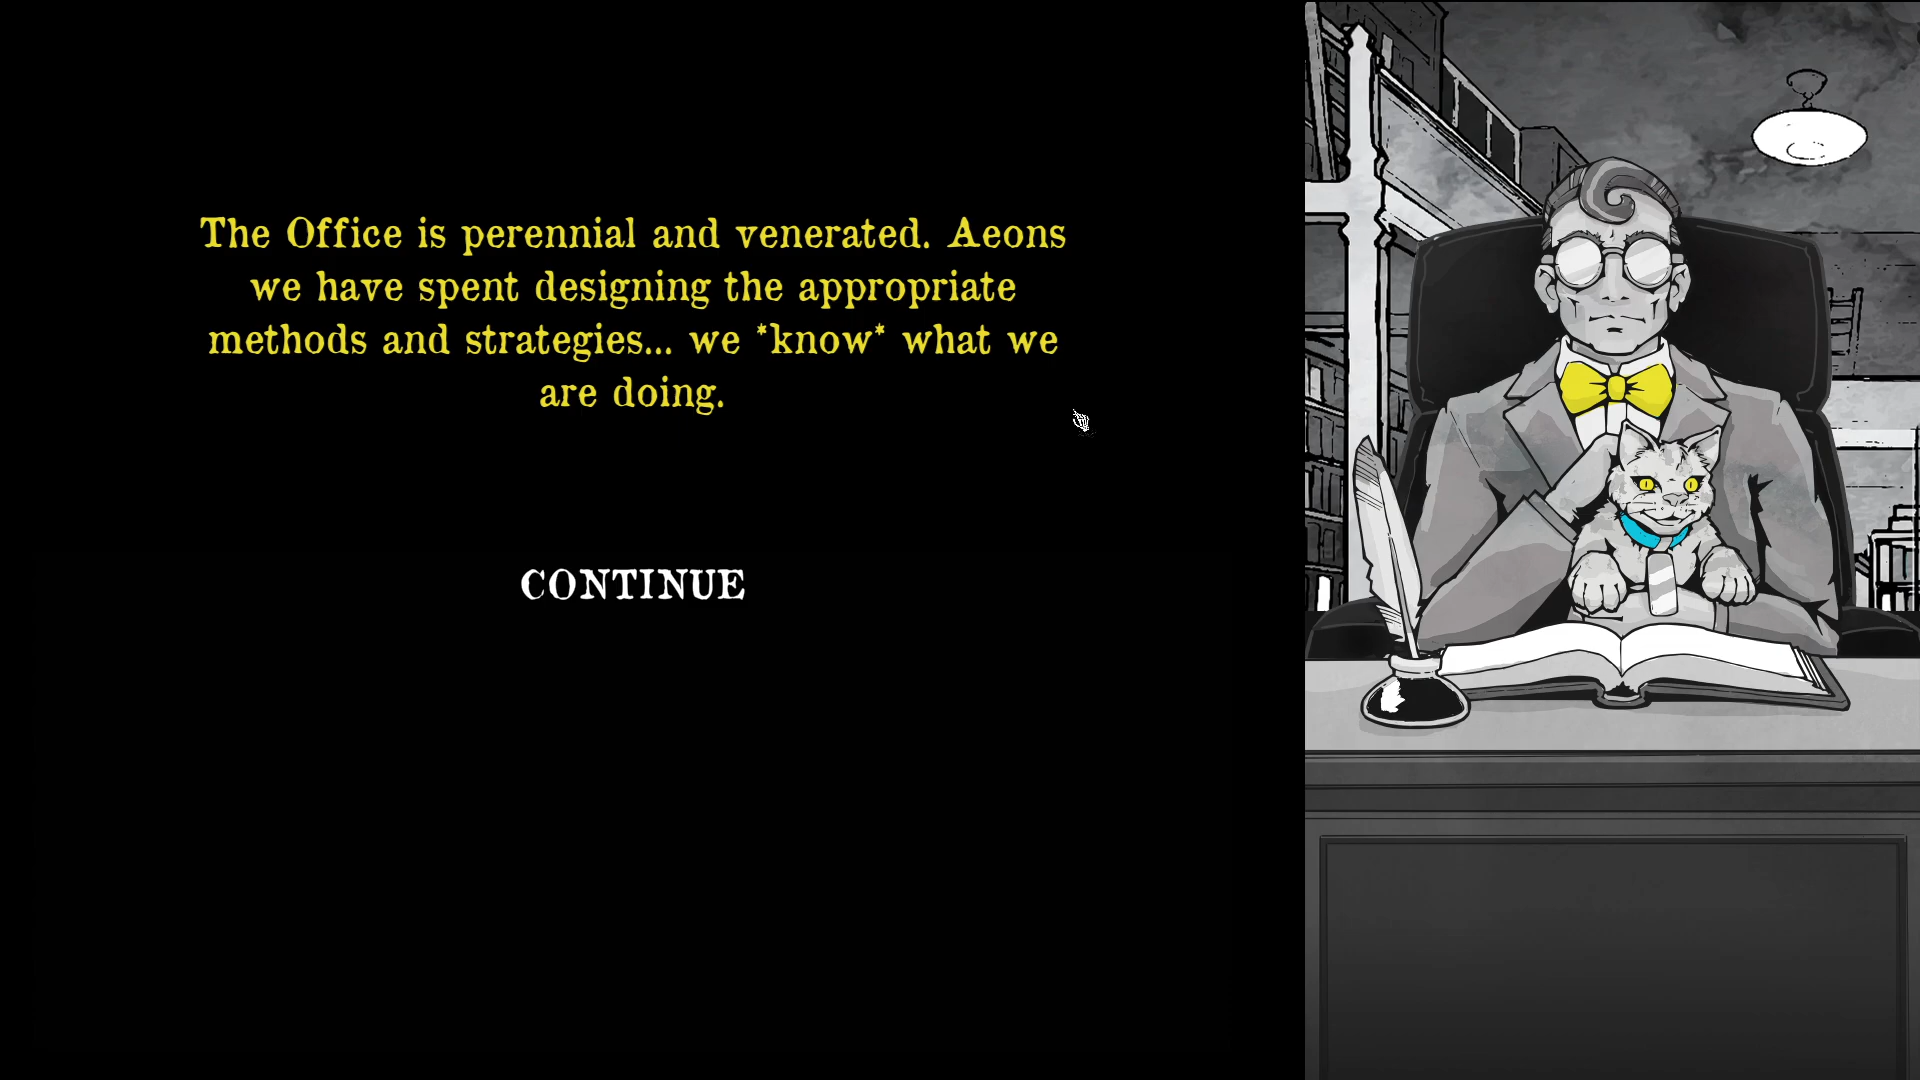 The Office is perennial and venerated. Aeons
we have spent designing the appropriate
methods and strategies... we *know* what we
are doing.
CONTINUE